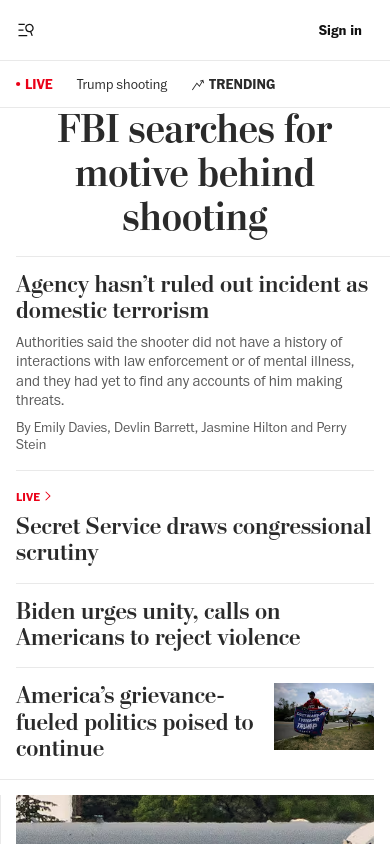 Sign in
• LIVE Trump shooting TRENDING
FBI searches for
motive behind
shooting
Agency hasn’t ruled out incident as
domestic terrorism
Authorities said the shooter did not have a history of
interactions with law enforcement or of mental illness,
and they had yet to find any accounts of him making
threats.
By Emily Davies, Devlin Barrett, Jasmine Hilton and Perry
Stein
LIVE >
Secret Service draws congressional
scrutiny
Biden urges unity, calls on
Americans to reject violence
America’s grievance-
fueled politics poised to
continue
TRUMP